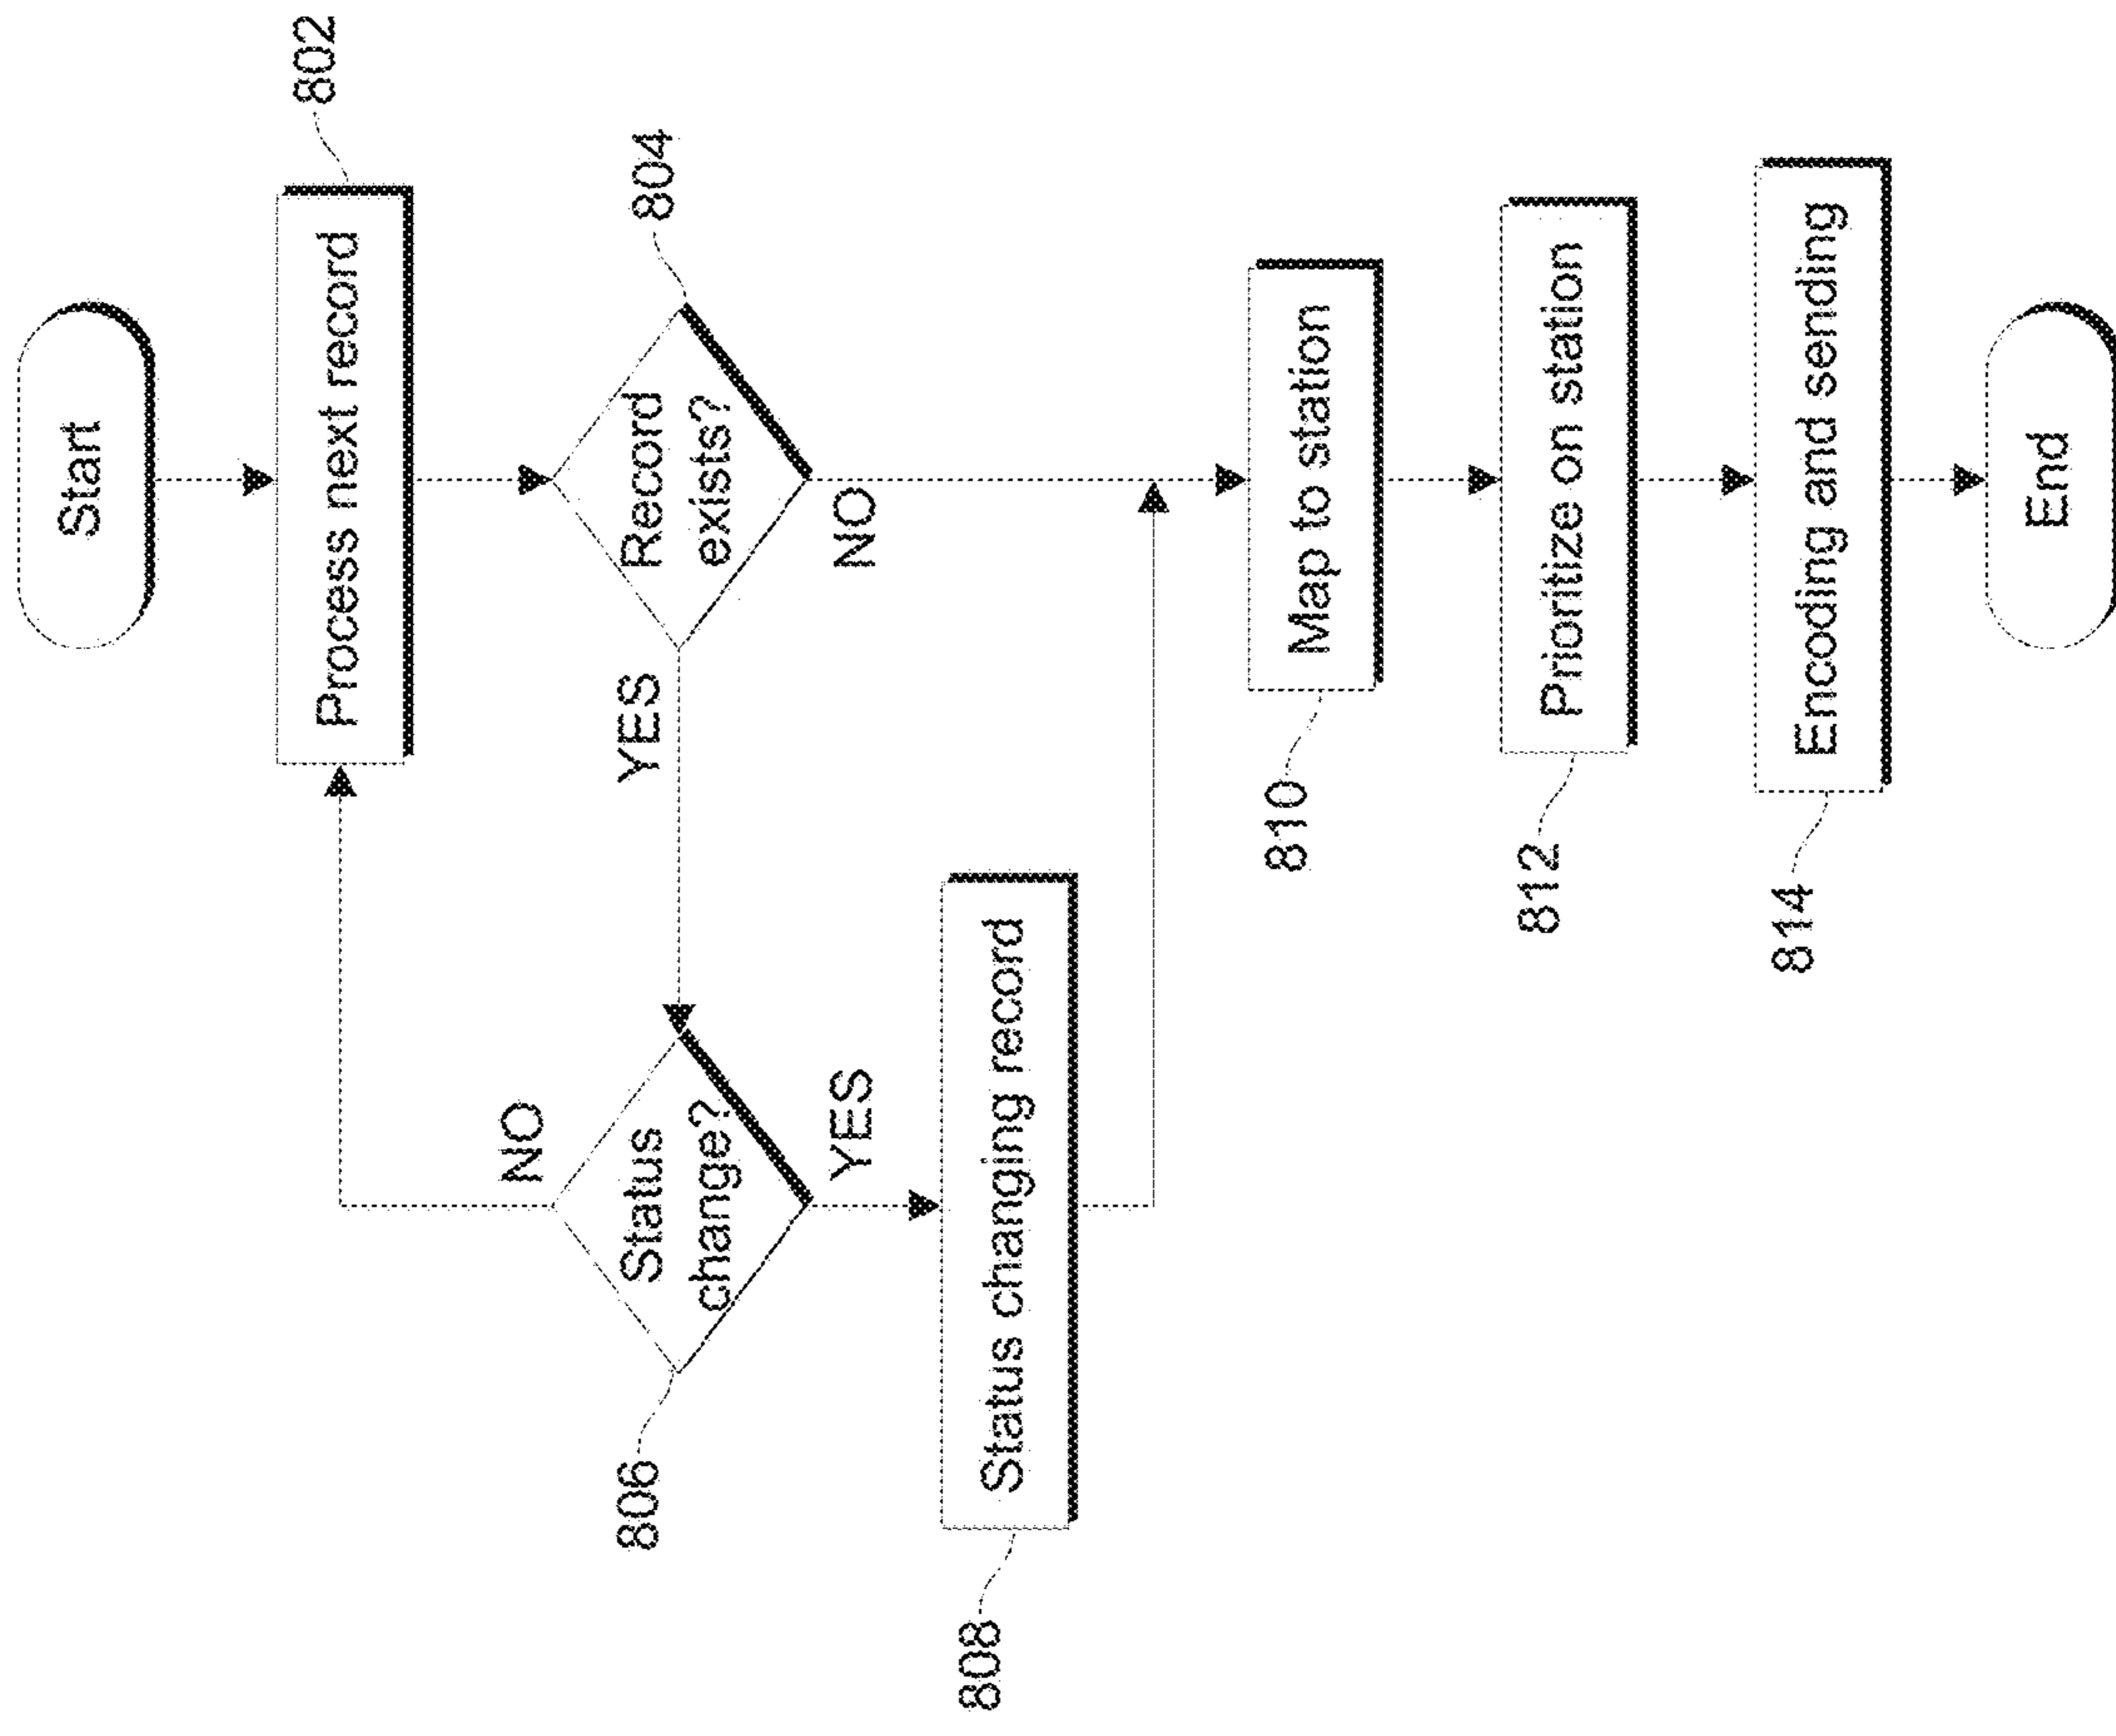 Start
802
Process next record
804
Record
exists?
YES
NO
806
Status
change?
NO
YES
808
Status changing record
810
Map to station
812
Prioritize on station
814
Encoding and sending
End